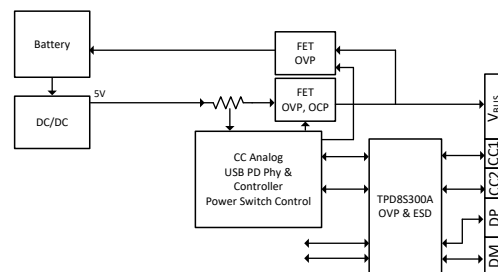 Battery
FET
OVP
5V
FET
OVP, OCP
DC/DC
VBUS
CC Analog
USB PD Phy &
Controller
Power Switch Control
TPD8S300A
OVP & ESD
CC1
CC2
DP
DM